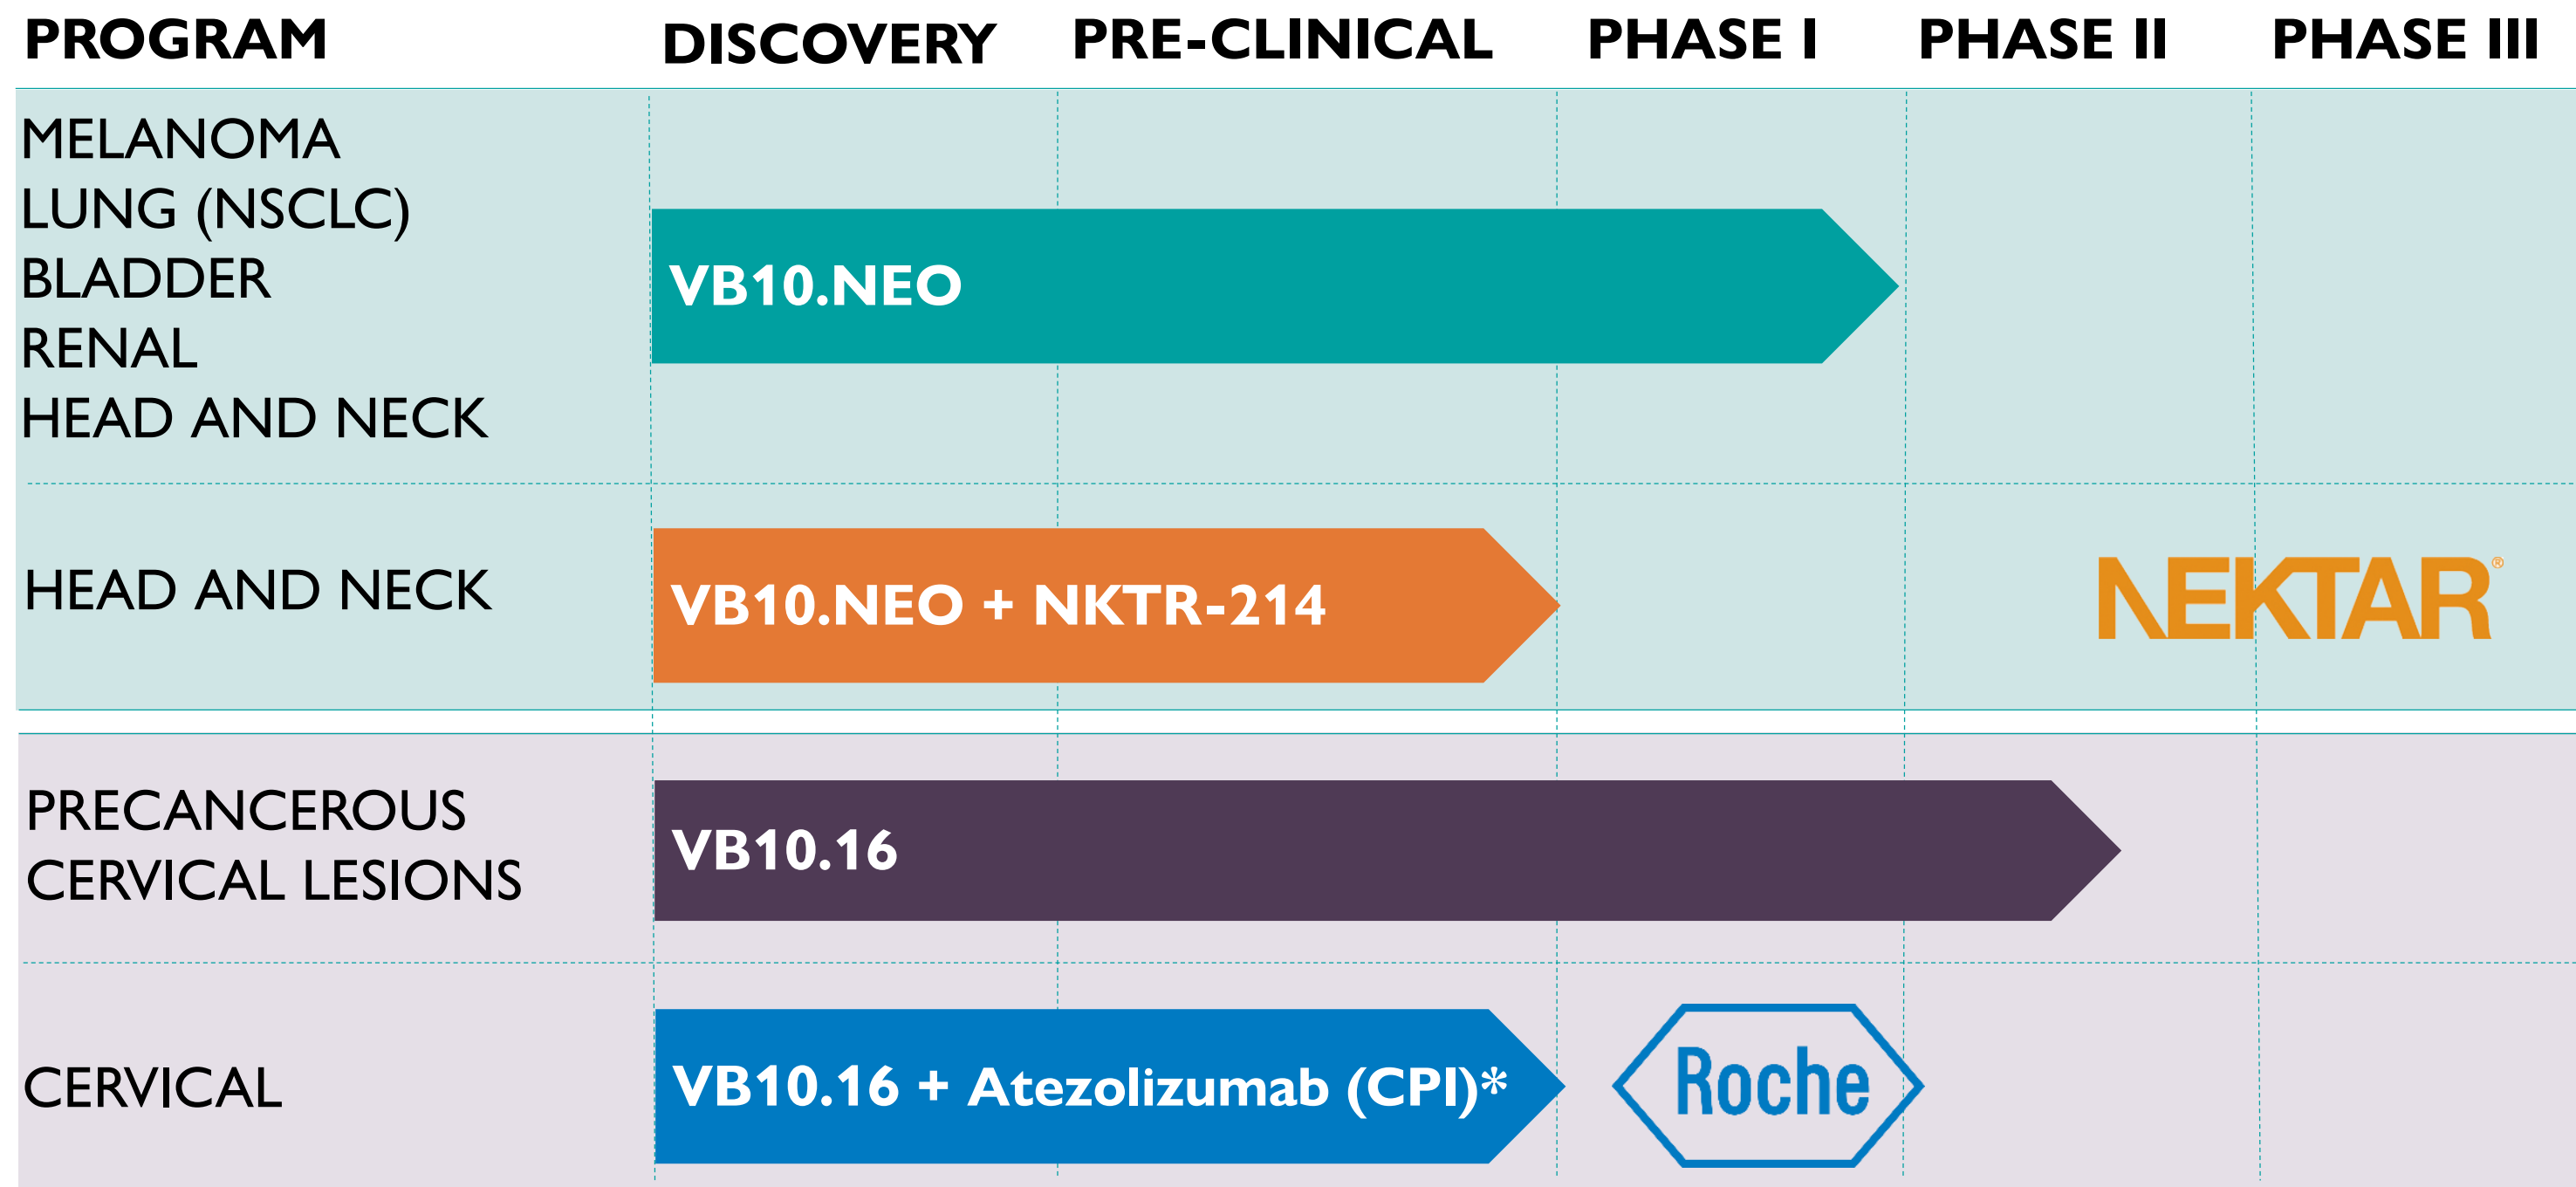 PROGRAM DISCOVERY PRE-CLINICAL PHASE I PHASE II PHASE III
MELANOMA
LUNG (NSCLC)
BLADDER
RENAL
HEAD AND NECK
VB10.NEO
HEAD AND NECK
VB10.NEO + NKTR-214
NEKTAR®
PRECANCEROUS
CERVICAL LESIONS
VB10.16
CERVICAL
VB10.16 + Atezolizumab (CPI)*
Roche